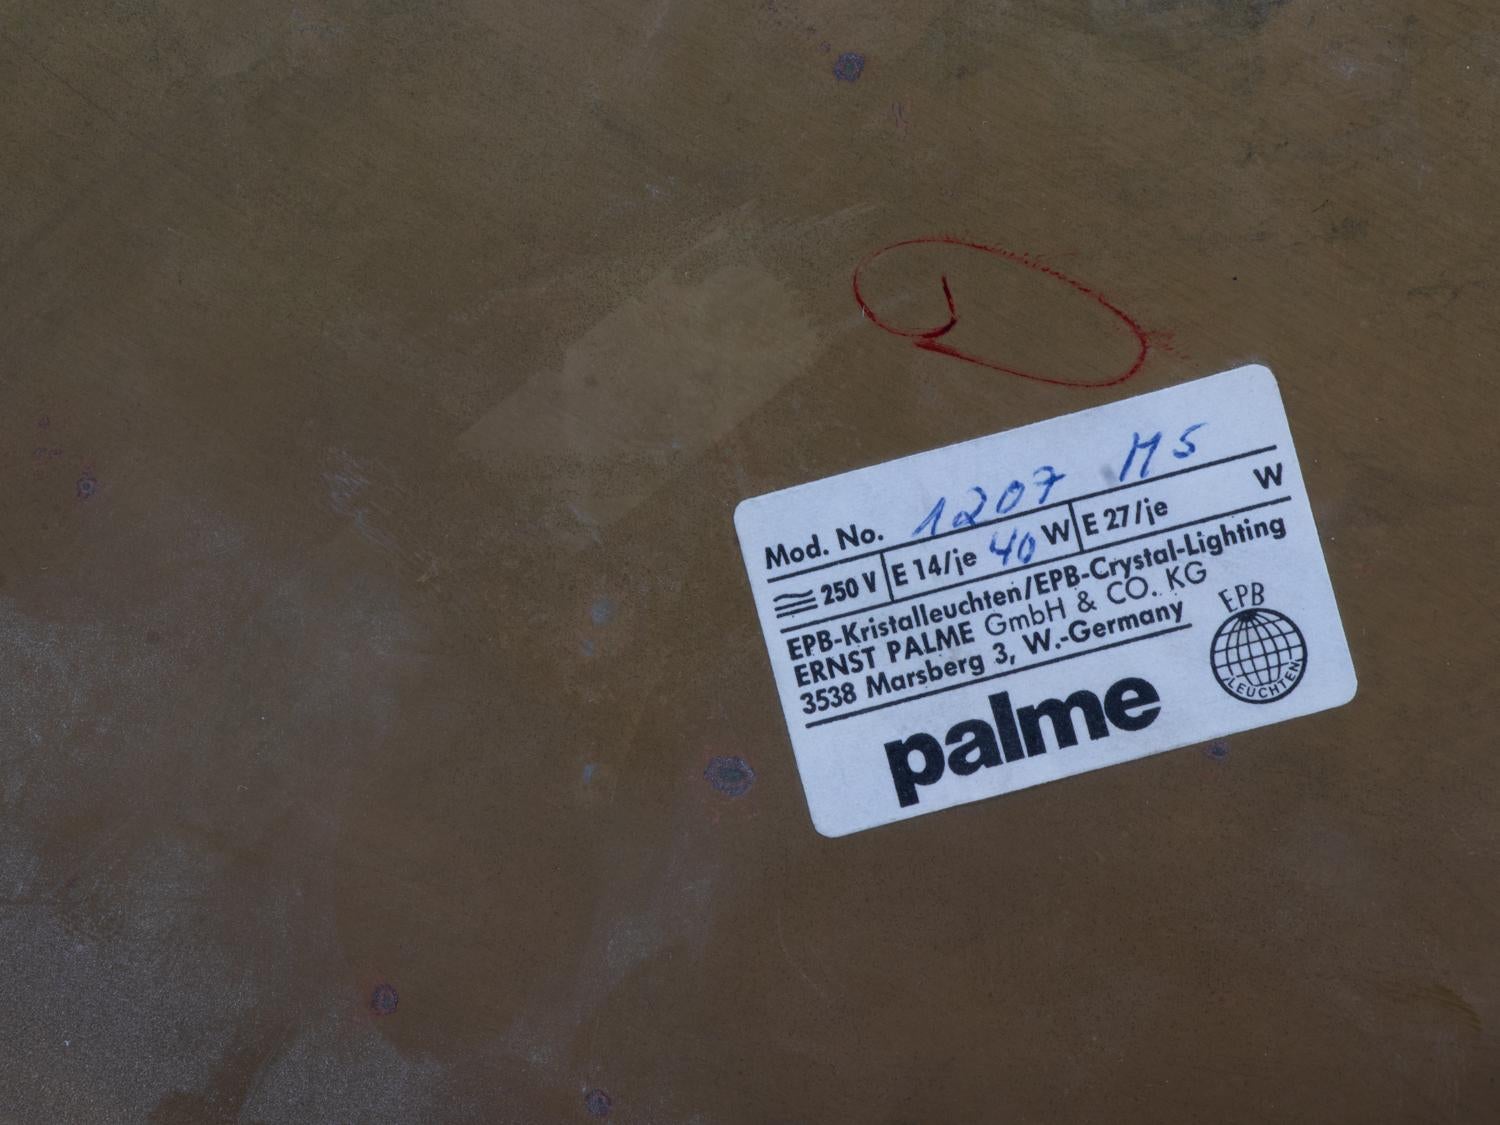 Mod. No. 1207 MS
250 V E 14/je 40 W E 27/je W
EPB-Kristalleuchten/EPB-Crystal-Lighting
ERNST PALME GmbH & CO. KG
3538 Marsberg 3, W.-Germany
EPB
LEUCHTEN
palme